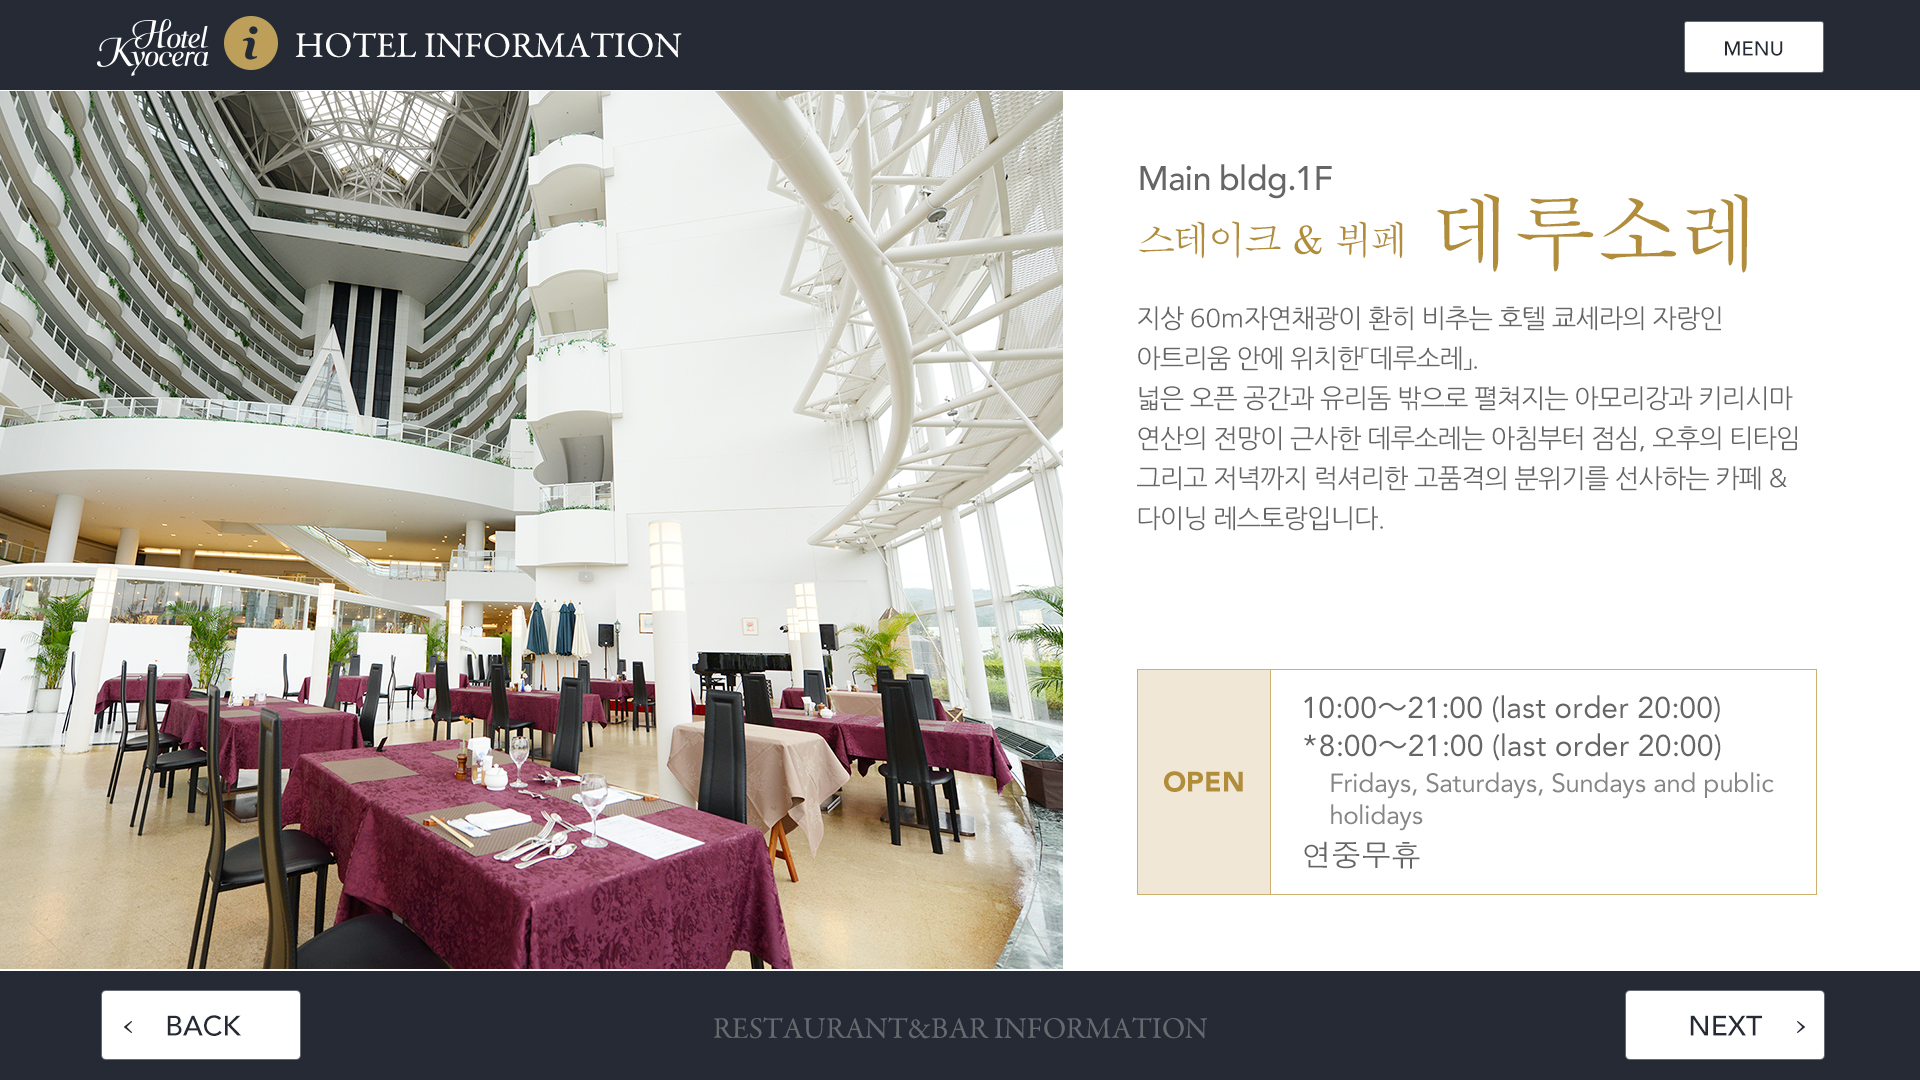 Hotel
Kyocera
i
HOTEL INFORMATION
MENU
Main bldg.1F
스테이크 & 뷔페 데루소레
지상 60m자연채광이 환히 비추는 호텔 쿄세라의 자랑인
아트리움 안에 위치한「데루소레」.
넓은 오픈 공간과 유리돔 밖으로 펼쳐지는 아모리강과 키리시마
연산의 전망이 근사한 데루소레는 아침부터 점심, 오후의 티타임
그리고 저녁까지 럭셔리한 고품격의 분위기를 선사하는 카페 &
다이닝 레스토랑입니다.
OPEN
10:00～21:00 (last order 20:00)
*8:00～21:00 (last order 20:00)
Fridays, Saturdays, Sundays and public
holidays
연중무휴
< BACK
RESTAURANT&BAR INFORMATION
NEXT >